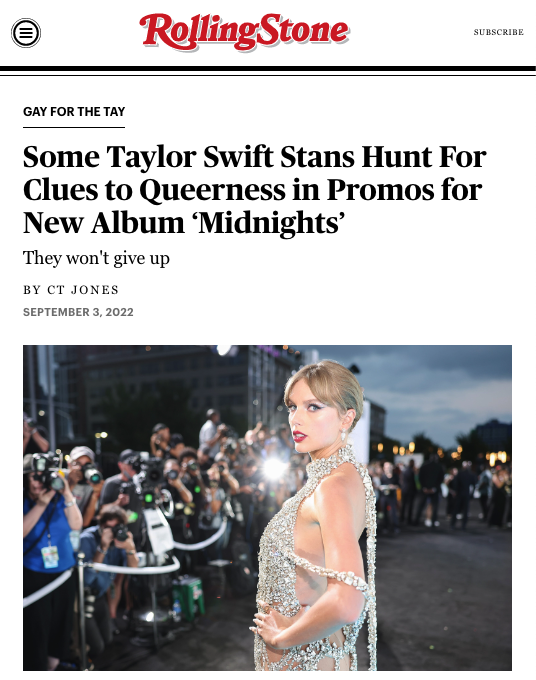 RollingStone
SUBSCRIBE
GAY FOR THE TAY
Some Taylor Swift Stans Hunt For
Clues to Queerness in Promos for
New Album ‘Midnights’
They won't give up
BY CT JONES
SEPTEMBER 3, 2022